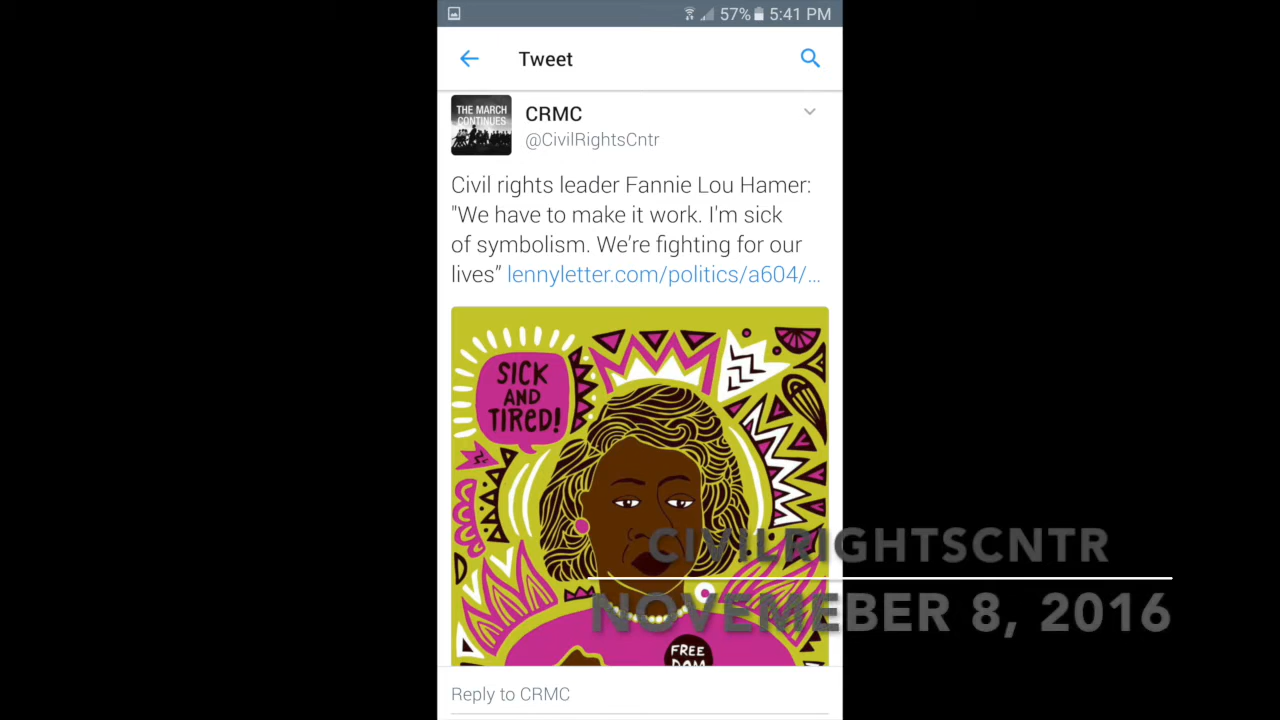 57% 5:41 PM
Tweet
THE MARCH
CONTINUES
CRMC
@CivilRightsCntr
Civil rights leader Fannie Lou Hamer:
"We have to make it work. I'm sick
of symbolism. We're fighting for our
lives” lennyletter.com/politics/a604/…
SICK
AND
TIReD!
CIVILRIGHTSCNTR
NOVEMEBER 8, 2016
FREE
DOM
Reply to CRMC